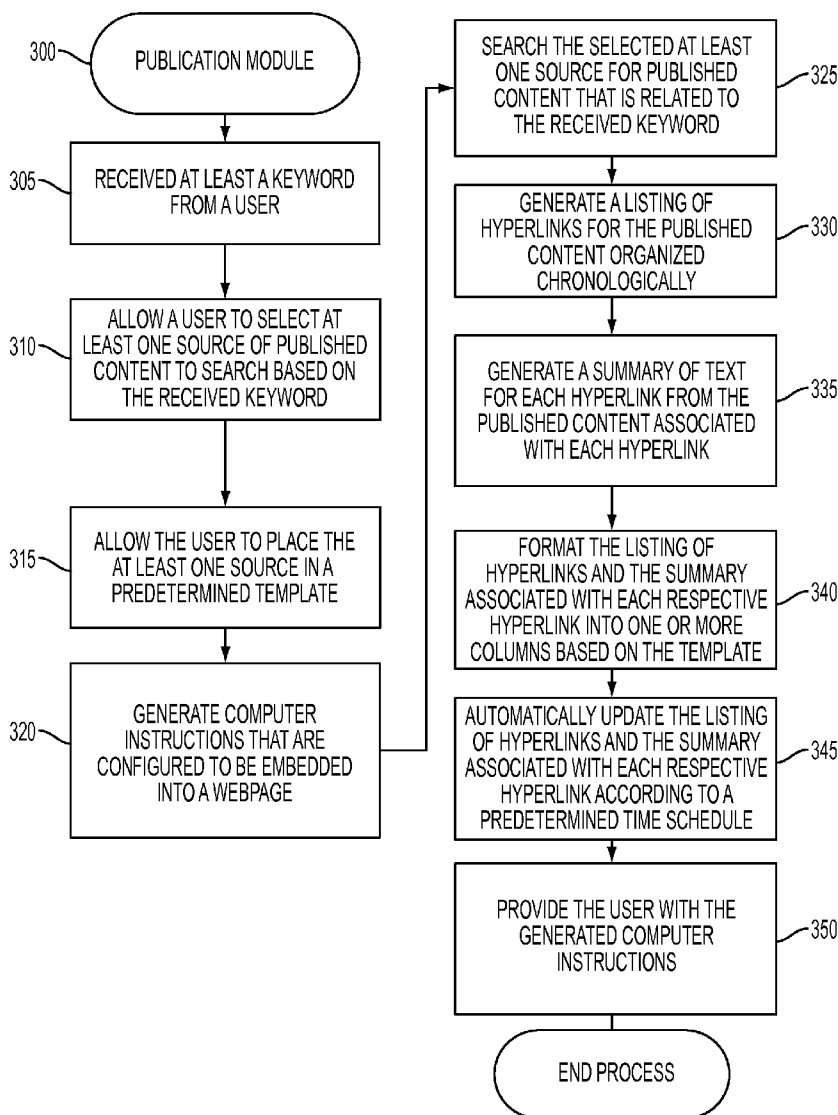 300
PUBLICATION MODULE
305
RECEIVED AT LEAST A KEYWORD
FROM A USER
310
ALLOW A USER TO SELECT AT
LEAST ONE SOURCE OF PUBLISHED
CONTENT TO SEARCH BASED ON
THE RECEIVED KEYWORD
315
ALLOW THE USER TO PLACE THE
AT LEAST ONE SOURCE IN A
PREDETERMINED TEMPLATE
320
GENERATE COMPUTER
INSTRUCTIONS THAT ARE
CONFIGURED TO BE EMBEDDED
INTO A WEBPAGE
SEARCH THE SELECTED AT LEAST
ONE SOURCE FOR PUBLISHED
CONTENT THAT IS RELATED TO
THE RECEIVED KEYWORD
325
GENERATE A LISTING OF
HYPERLINKS FOR THE PUBLISHED
CONTENT ORGANIZED
CHRONOLOGICALLY
330
GENERATE A SUMMARY OF TEXT
FOR EACH HYPERLINK FROM THE
PUBLISHED CONTENT ASSOCIATED
WITH EACH HYPERLINK
335
FORMAT THE LISTING OF
HYPERLINKS AND THE SUMMARY
ASSOCIATED WITH EACH RESPECTIVE
HYPERLINK INTO ONE OR MORE
COLUMNS BASED ON THE TEMPLATE
340
AUTOMATICALLY UPDATE THE LISTING
OF HYPERLINKS AND THE SUMMARY
ASSOCIATED WITH EACH RESPECTIVE
HYPERLINK ACCORDING TO A
PREDETERMINED TIME SCHEDULE
345
PROVIDE THE USER WITH THE
GENERATED COMPUTER
INSTRUCTIONS
350
END PROCESS